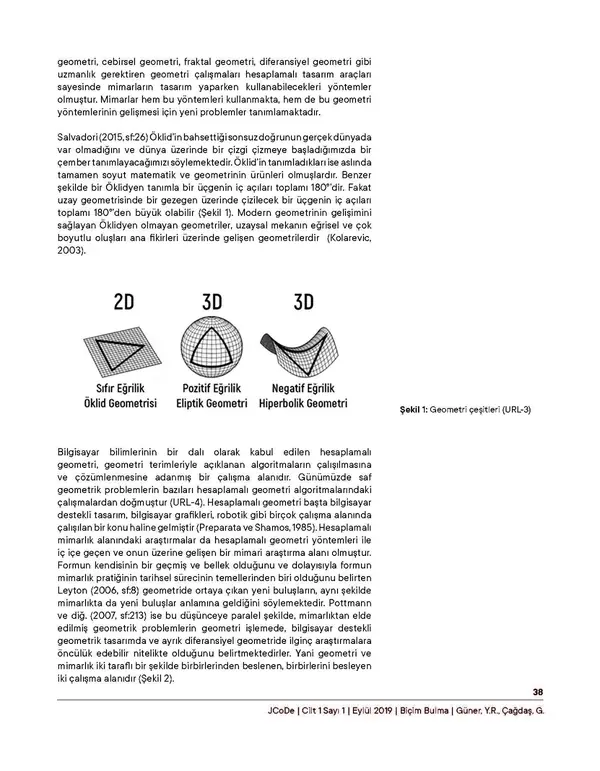 geometri, cebirsel geometri, fraktal geometri, diferansiyel geometri gibi
uzmanlık gerektiren geometri çalışmaları hesaplamalı tasarım araçları
sayesinde mimarların tasarım yaparken kullanabilecekleri yöntemler
olmuştur. Mimarlar hem bu yöntemleri kullanmakta, hem de bu geometri
yöntemlerinin gelişmesi için yeni problemler tanımlamaktadır.
Salvadori (2015, sf:26) Öklid'in bahsettiği sonsuz doğrunun gerçek dünyada
var olmadığını ve dünya üzerinde bir çizgi çizmeye başladığımızda bir
çember tanımlayacağımızı söylemektedir. Öklid'in tanımladıkları ise aslında
tamamen soyut matematik ve geometrinin ürünleri olmuşlardır. Benzer
şekilde bir Öklidyen tanımla bir üçgenin iç açıları toplamı 180°'dir. Fakat
uzay geometrisinde bir gezegen üzerinde çizilecek bir üçgenin iç açıları
toplamı 180°'den büyük olabilir (Şekil 1). Modern geometrinin gelişimini
sağlayan Öklidyen olmayan geometriler, uzaysal mekanın eğrisel ve çok
boyutlu oluşları ana fikirleri üzerinde gelişen geometrilerdir (Kolarevic,
2003).
2D 3D 3D
Sıfır Eğrilik Pozitif Eğrilik Negatif Eğrilik
Öklid Geometrisi Eliptik Geometri Hiperbolik Geometri
Şekil 1: Geometri çeşitleri (URL-3)
Bilgisayar bilimlerinin bir dalı olarak kabul edilen hesaplamalı
geometri, geometri terimleriyle açıklanan algoritmaların çalışılmasına
ve çözümlenmesine adanmış bir çalışma alanıdır. Günümüzde saf
geometrik problemlerin bazıları hesaplamalı geometri algoritmalarındaki
çalışmalardan doğmuştur (URL-4). Hesaplamalı geometri başta bilgisayar
destekli tasarım, bilgisayar grafikleri, robotik gibi birçok çalışma alanında
çalışılan bir konu haline gelmiştir (Preparata ve Shamos, 1985). Hesaplamalı
mimarlık alanındaki araştırmalar da hesaplamalı geometri yöntemleri ile
iç içe geçen ve onun üzerine gelişen bir mimari araştırma alanı olmuştur.
Formun kendisinin bir geçmiş ve bellek olduğunu ve dolayısıyla formun
mimarlık pratiğinin tarihsel sürecinin temellerinden biri olduğunu belirten
Leyton (2006, sf:8) geometride ortaya çıkan yeni buluşların, aynı şekilde
mimarlıkta da yeni buluşlar anlamına geldiğini söylemektedir. Pottmann
ve diğ. (2007, sf:213) ise bu düşünceye paralel şekilde, mimarlıktan elde
edilmiş geometrik problemlerin geometri işlemede, bilgisayar destekli
geometrik tasarımda ve ayrık diferansiyel geometride ilginç araştırmalara
öncülük edebilir nitelikte olduğunu belirtmektedirler. Yani geometri ve
mimarlık iki taraflı bir şekilde birbirlerinden beslenen, birbirlerini besleyen
iki çalışma alanıdır (Şekil 2).
38
JCoDe | Cilt 1 Sayı 1 | Eylül 2019 | Biçim Bulma | Güner, Y.R., Çağdaş, G.